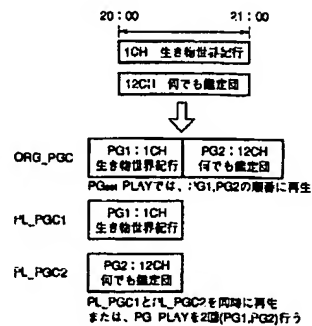 20:00 21:00
1CH 生き物世界紀行
12CH 何でも鑑定団
ORG_PGC
PG1:1CH
生き物世界紀行
PG2:12CH
何でも鑑定団
PGset PLAYでは、PG1,PG2の順番に再生
PL_PGC1
PG1:1CH
生き物世界紀行
PL_PGC2
PG2:12CH
何でも鑑定団
PL_PGC1とPL_PGC2を同時に再生
または、PG PLAYを2回(PG1,PG2)行う